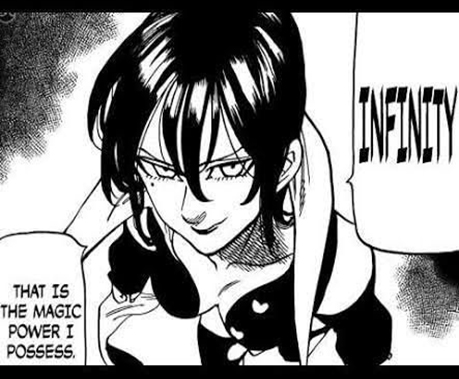 INFINITY
THAT IS
THE MAGIC
POWER I
POSSESS.